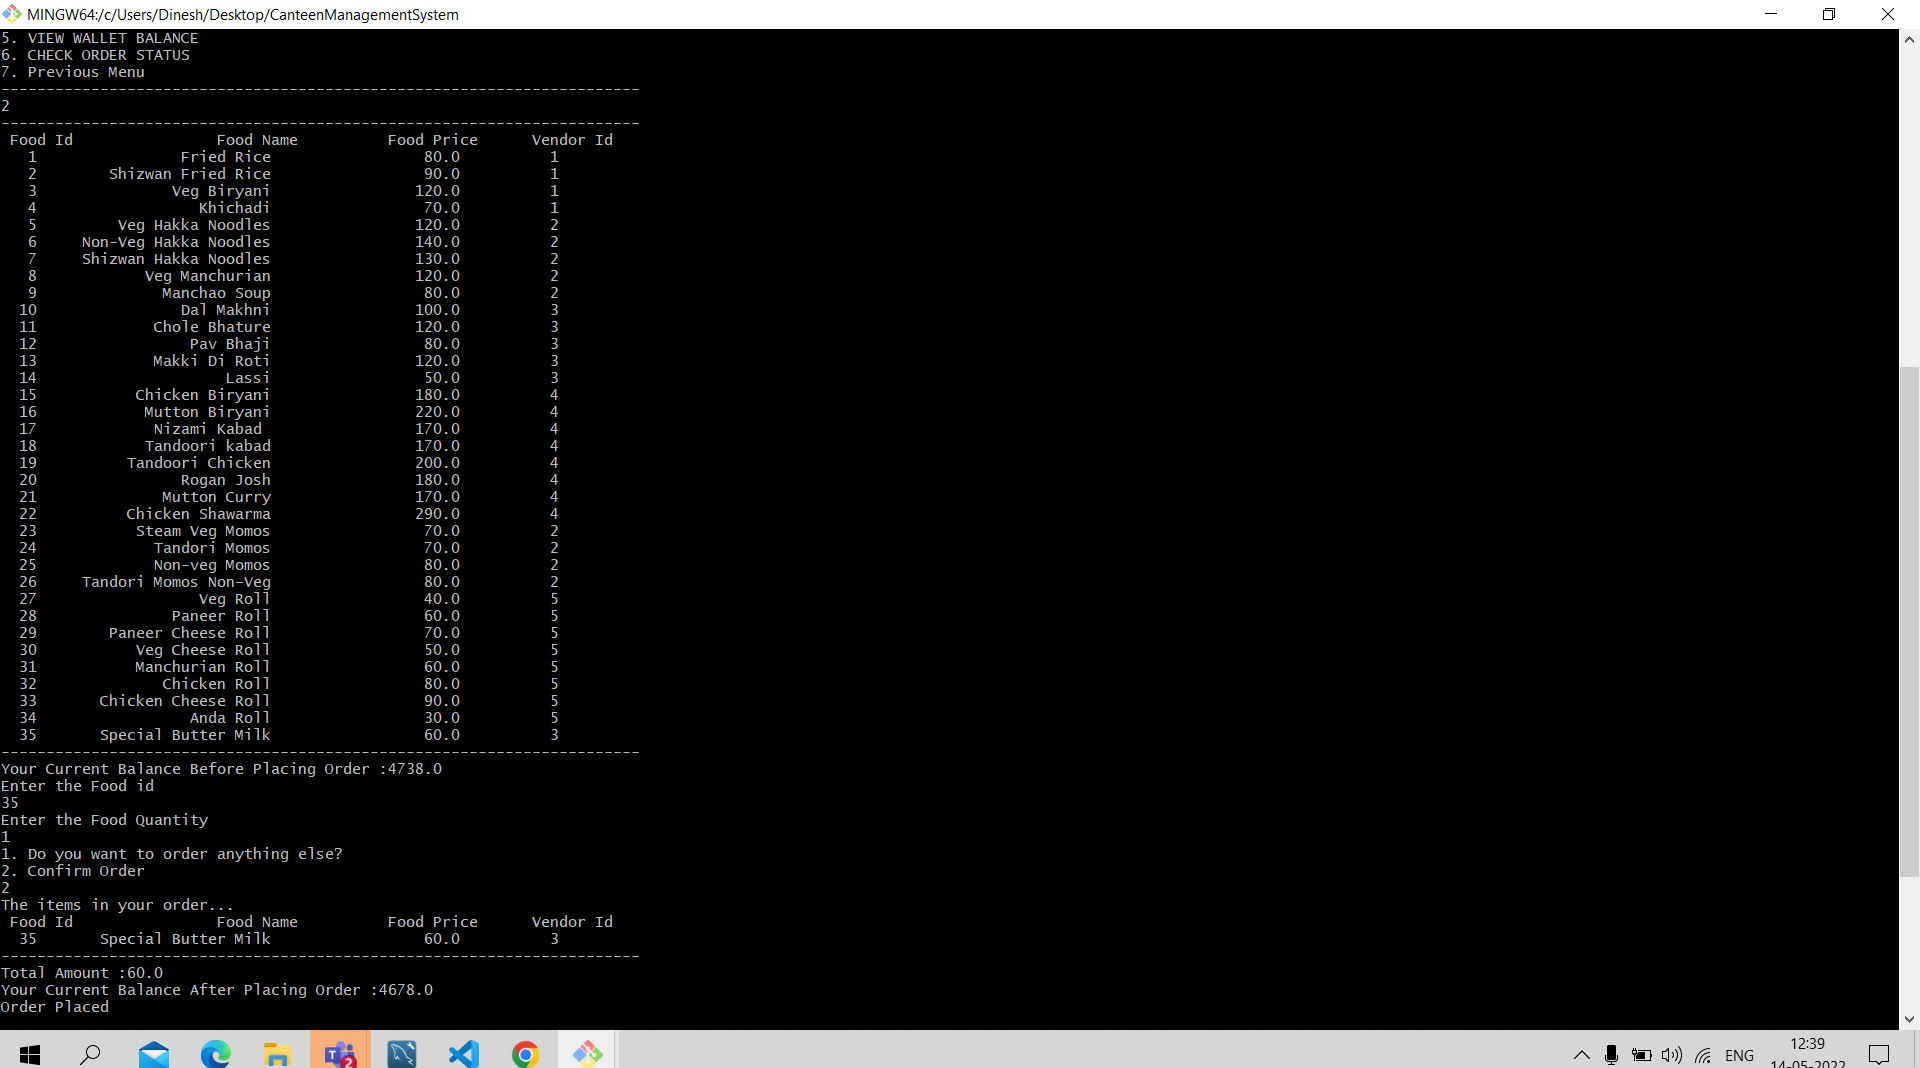 MINGW64:/c/Users/Dinesh/Desktop/CanteenManagementSystem
5. VIEW WALLET BALANCE
6. CHECK ORDER STATUS
7. Previous Menu
-----------------------------------------------------------------------
2
-----------------------------------------------------------------------
Food Id Food Name Food Price Vendor Id
1 Fried Rice 80.0 1
2 Shizwan Fried Rice 90.0 1
3 Veg Biryani 120.0 1
4 Khichadi 70.0 1
5 Veg Hakka Noodles 120.0 2
6 Non-Veg Hakka Noodles 140.0 2
7 Shizwan Hakka Noodles 130.0 2
8 Veg Manchurian 120.0 2
9 Manchao Soup 80.0 2
10 Dal Makhni 100.0 3
11 Chole Bhature 120.0 3
12 Pav Bhaji 80.0 3
13 Makki Di Roti 120.0 3
14 Lassi 50.0 3
15 Chicken Biryani 180.0 4
16 Mutton Biryani 220.0 4
17 Nizami Kabad 170.0 4
18 Tandoori kabad 170.0 4
19 Tandoori Chicken 200.0 4
20 Rogan Josh 180.0 4
21 Mutton Curry 170.0 4
22 Chicken Shawarma 290.0 4
23 Steam Veg Momos 70.0 2
24 Tandori Momos 70.0 2
25 Non-veg Momos 80.0 2
26 Tandori Momos Non-Veg 80.0 2
27 Veg Roll 40.0 5
28 Paneer Roll 60.0 5
29 Paneer Cheese Roll 70.0 5
30 Veg Cheese Roll 50.0 5
31 Manchurian Roll 60.0 5
32 Chicken Roll 80.0 5
33 Chicken Cheese Roll 90.0 5
34 Anda Roll 30.0 5
35 Special Butter Milk 60.0 3
-----------------------------------------------------------------------
Your Current Balance Before Placing Order :4738.0
Enter the Food id
35
Enter the Food Quantity
1
1. Do you want to order anything else?
2. Confirm Order
2
The items in your order...
Food Id Food Name Food Price Vendor Id
35 Special Butter Milk 60.0 3
-----------------------------------------------------------------------
Total Amount :60.0
Your Current Balance After Placing Order :4678.0
Order Placed
T 2
ENG
12:39
14-05-2022